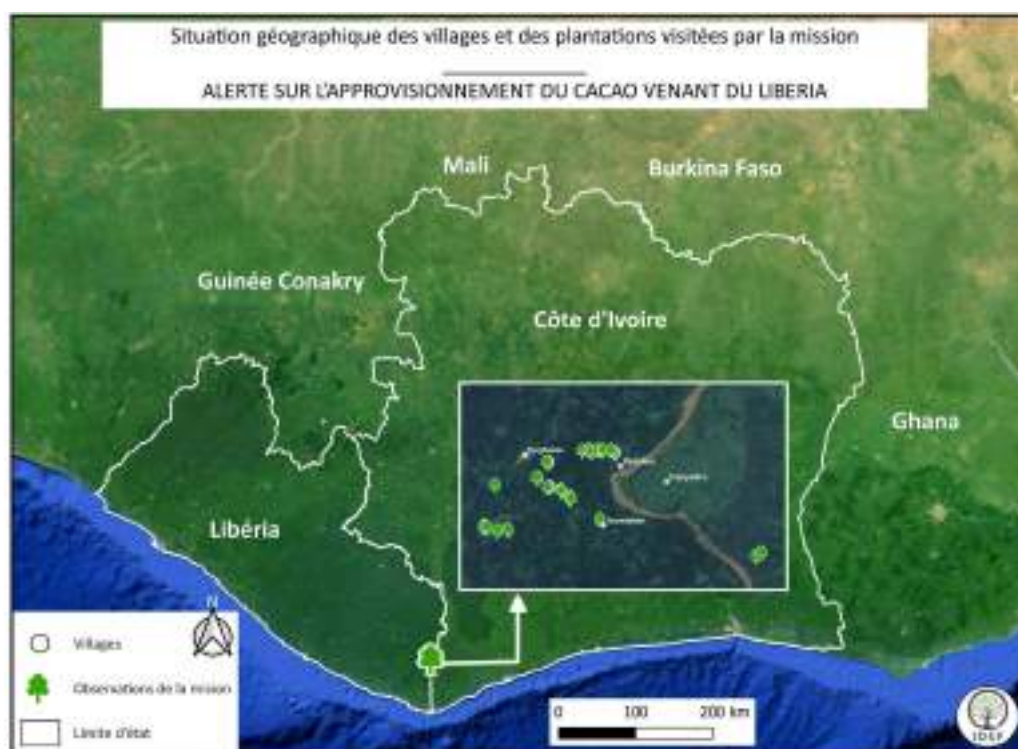 Situation géographique des villages et des plantations visitées par la mission
ALERTE SUR L'APPROVISIONNEMENT DU CACAO VENANT DU LIBERIA
Mali
Burkina Faso
Guinée Conakry
Côte d'Ivoire
Ghana
Libéria
N
Villages
Observations de la mision
Límite d'état
0 100 200 km
IDEF